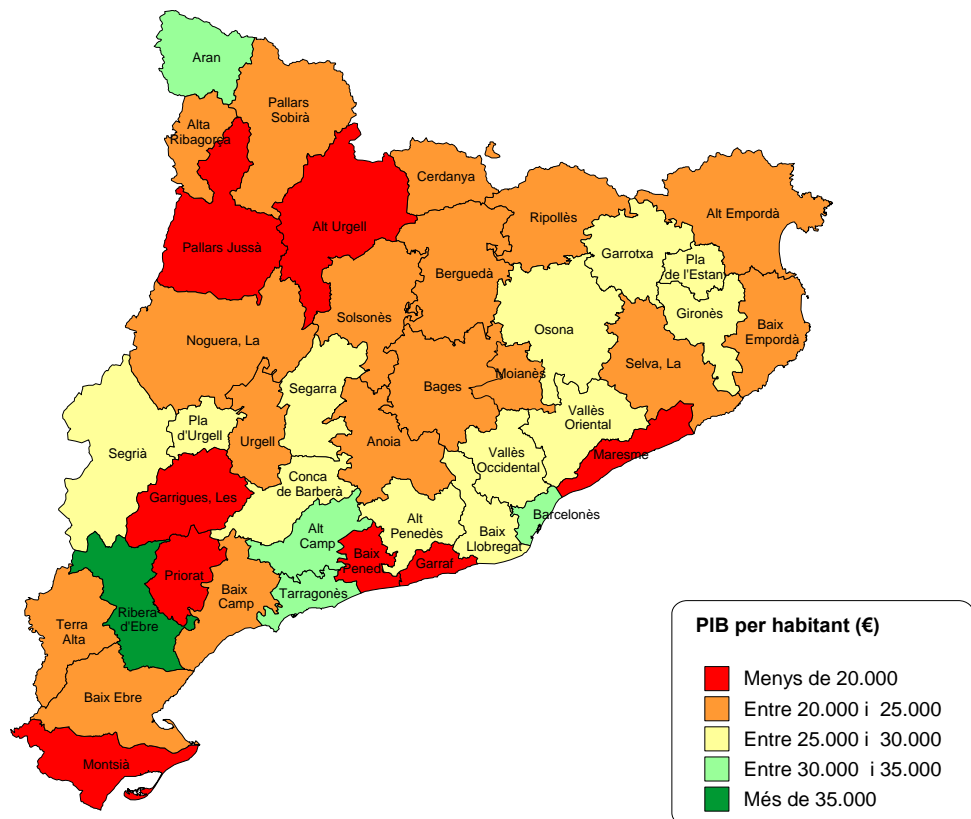 Aran
Pallars
Sobirà
Alta
Ribagorça
Cerdanya
Ripollès
Alt Empordà
Alt Urgell
Pallars Jussà
Garrotxa
Pla
de l'Estan
Berguedà
Gironès
Solsonès
Osona
Baix
Empordà
Noguera, La
Selva, La
Moianès
Segarra
Bages
Vallès
Oriental
Pla
d'Urgell
Urgell
Anoia
Segrià
Vallès
Occidental
Maresme
Conca
de Barberà
Garrigues, Les
Barcelonès
Alt
Camp
Alt
Penedès
Baix
Llobregat
Baix
Pened
Garraf
Priorat
Baix
Camp
Tarragonès
Ribera
d'Ebre
Terra
Alta
Baix Ebre
Montsià
PIB per habitant (€)
Menys de 20.000
Entre 20.000 i 25.000
Entre 25.000 i 30.000
Entre 30.000 i 35.000
Més de 35.000